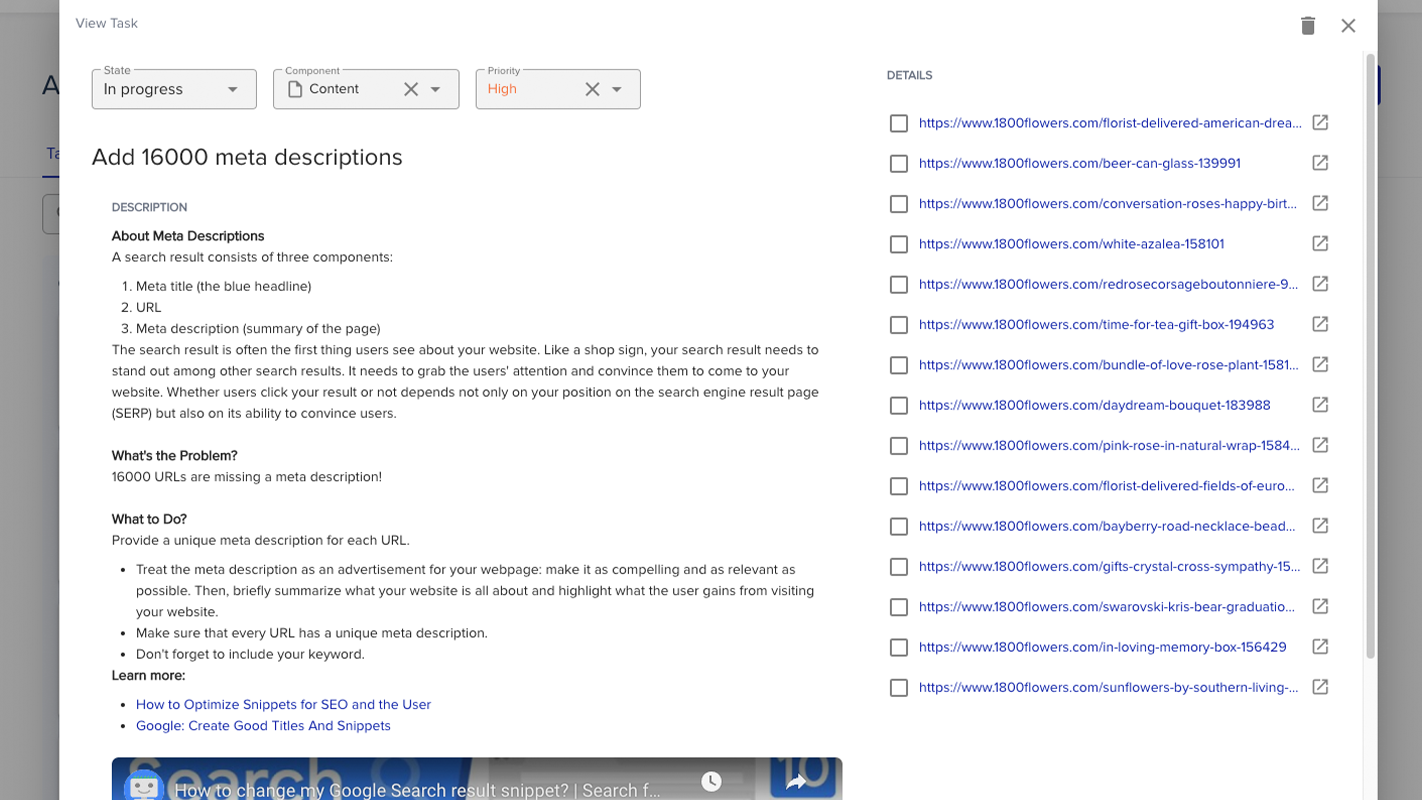 View Task
State
In progress
Component
Content
Priority
High
Add 16000 meta descriptions
DESCRIPTION
About Meta Descriptions
A search result consists of three components:
1. Meta title (the blue headline)
2. URL
3. Meta description (summary of the page)
The search result is often the first thing users see about your website. Like a shop sign, your search result needs to
stand out among other search results. It needs to grab the users' attention and convince them to come to your
website. Whether users click your result or not depends not only on your position on the search engine result page
(SERP) but also on its ability to convince users.
What's the Problem?
16000 URLs are missing a meta description!
What to Do?
Provide a unique meta description for each URL.
• Treat the meta description as an advertisement for your webpage: make it as compelling and as relevant as
possible. Then, briefly summarize what your website is all about and highlight what the user gains from visiting
your website.
• Make sure that every URL has a unique meta description.
• Don't forget to include your keyword.
Learn more:
• How to Optimize Snippets for SEO and the User
• Google: Create Good Titles And Snippets
Search
10
How to change my Google Search result snippet? | Search f...
DETAILS
https://www.1800flowers.com/florist-delivered-american-drea...
https://www.1800flowers.com/beer-can-glass-139991
https://www.1800flowers.com/conversation-roses-happy-birt...
https://www.1800flowers.com/white-azalea-158101
https://www.1800flowers.com/redrosecorsageboutonniere-9...
https://www.1800flowers.com/time-for-tea-gift-box-194963
https://www.1800flowers.com/bundle-of-love-rose-plant-1581...
https://www.1800flowers.com/daydream-bouquet-183988
https://www.1800flowers.com/pink-rose-in-natural-wrap-1584...
https://www.1800flowers.com/florist-delivered-fields-of-euro...
https://www.1800flowers.com/bayberry-road-necklace-bead...
https://www.1800flowers.com/gifts-crystal-cross-sympathy-15...
https://www.1800flowers.com/swarovski-kris-bear-graduatio...
https://www.1800flowers.com/in-loving-memory-box-156429
https://www.1800flowers.com/sunflowers-by-southern-living-...